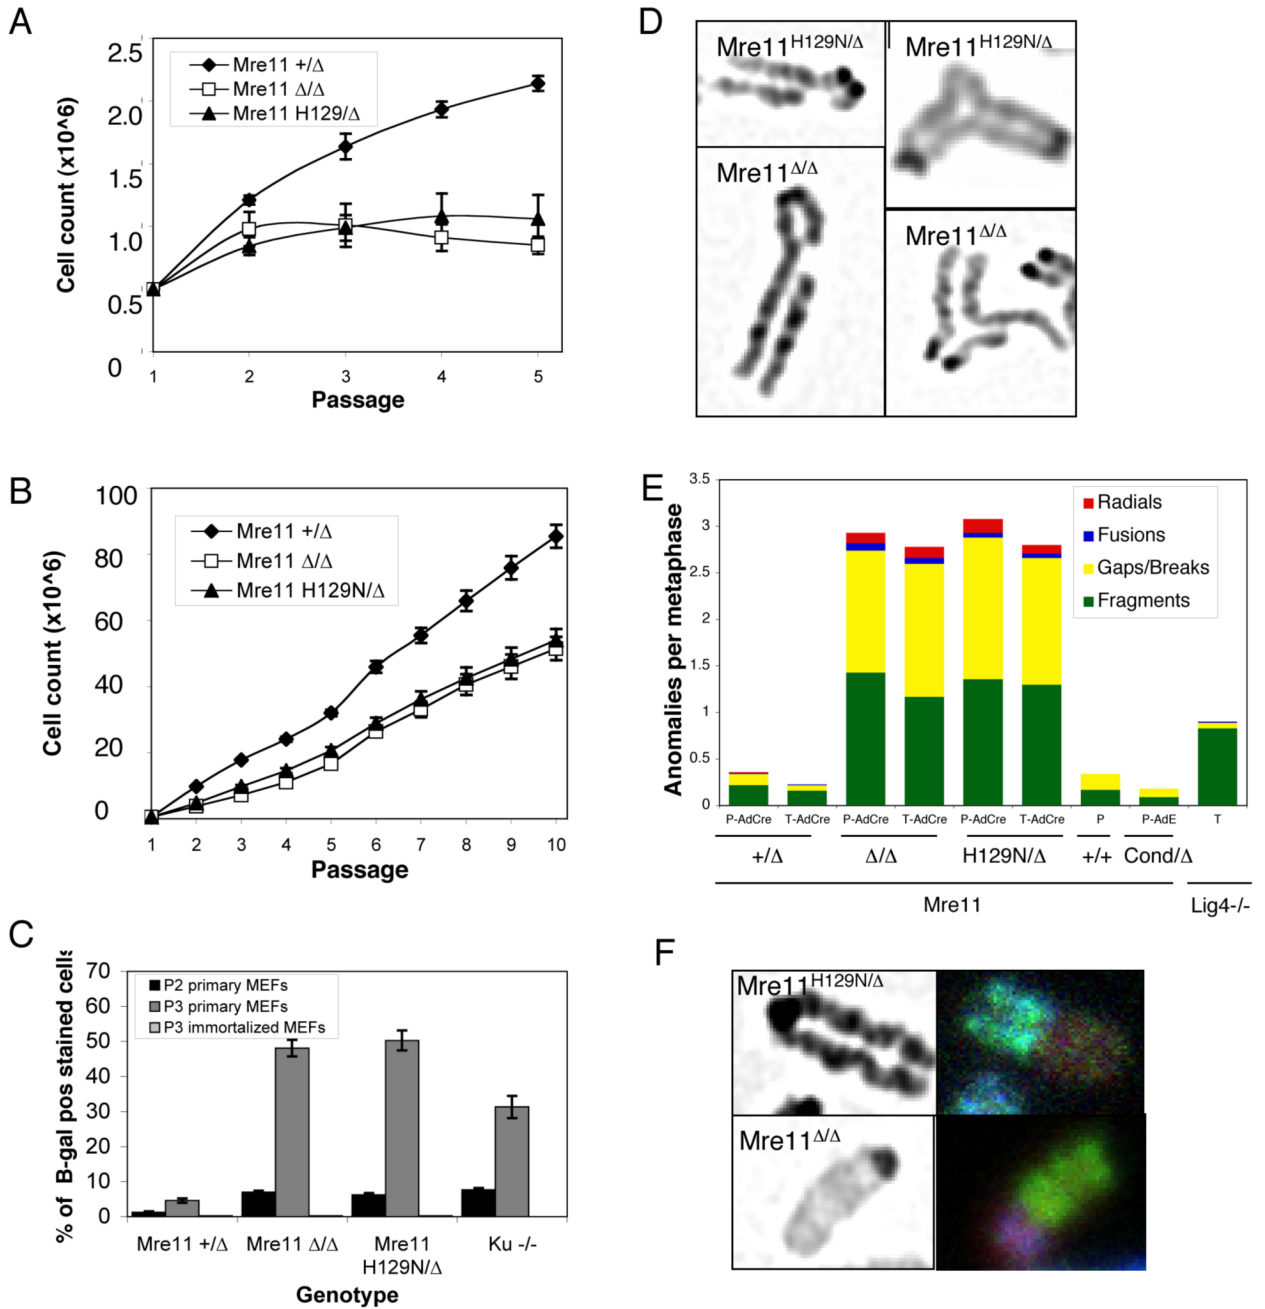 A
2.5
2.0
1.5
1.0
0.5
0
Cell count (x10^6)
Mre11 +/Δ
Mre11 Δ/Δ
Mre11 H129/Δ
1 2 3 4 5
Passage
B
100
80
60
40
20
0
Cell count (x10^6)
Mre11 +/Δ
Mre11 Δ/Δ
Mre11 H129N/Δ
1 2 3 4 5 6 7 8 9 10
Passage
C
70
60
50
40
30
20
10
0
% of B-gal pos stained cells
P2 primary MEFs
P3 primary MEFs
P3 immortalized MEFs
Mre11 +/Δ
Mre11 Δ/Δ
Mre11
H129N/Δ
Ku -/-
Genotype
D
Mre11H129N/Δ
Mre11H129N/Δ
Mre11Δ/Δ
Mre11Δ/Δ
E
3.5
3
2.5
2
1.5
1
0.5
0
Anomalies per metaphase
Radials
Fusions
Gaps/Breaks
Fragments
P-AdCre T-AdCre P-AdCre T-AdCre P-AdCre T-AdCre P P-AdE T
+/Δ Δ/Δ H129N/Δ +/+ Cond/Δ
Mre11 Lig4-/-
F
Mre11H129N/Δ
Mre11Δ/Δ